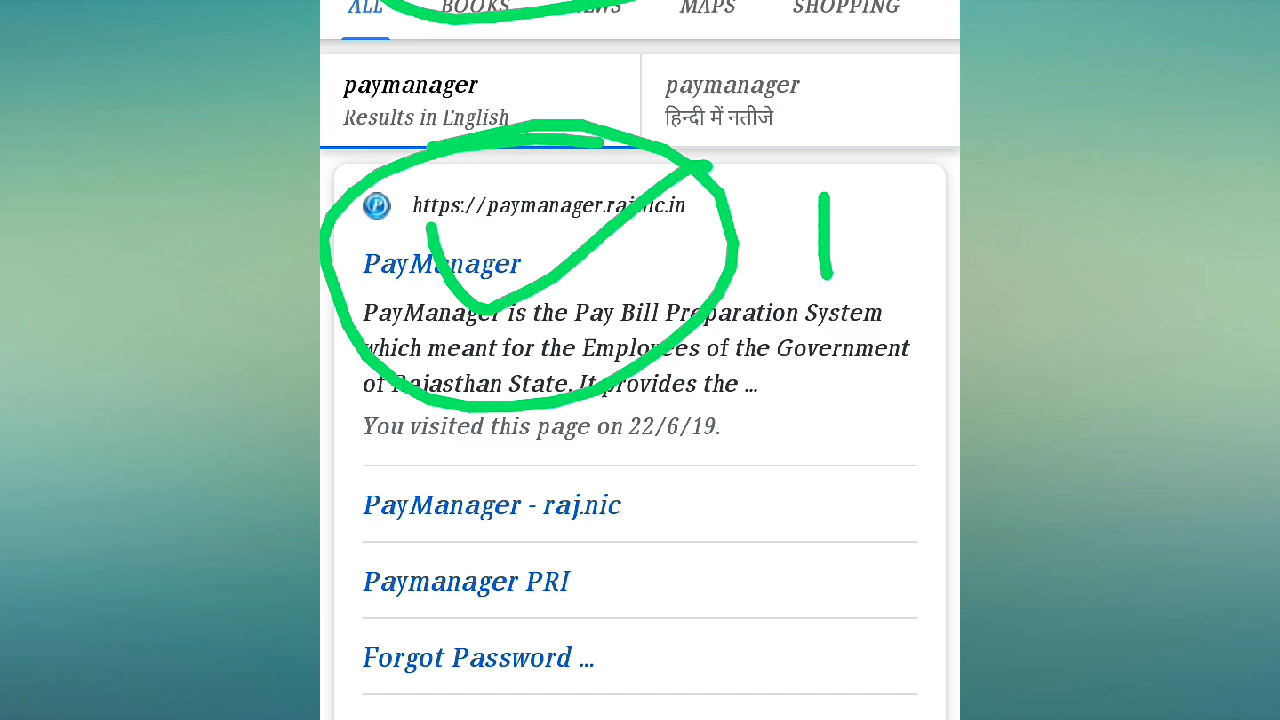 ALL BOOKS NEWS MAPS SHOPPING
paymanager
Results in English
paymanager
हिन्दी में नतीजे
https://paymanager.raj.nic.in
PayManager
PayManager is the Pay Bill Preparation System
which meant for the Employees of the Government
of Rajasthan State. It provides the ...
You visited this page on 22/6/19.
1
PayManager - raj.nic
Paymanager PRI
Forgot Password ...